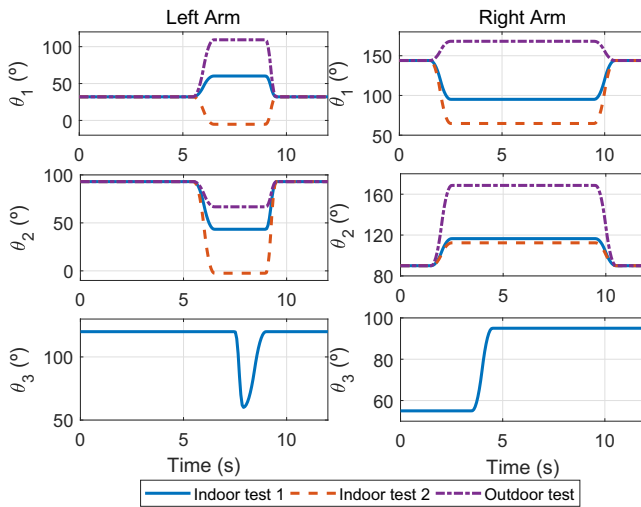 Left Arm
Right Arm
100
50
0
θ1 (º)
0
5
10
150
100
50
θ1 (º)
0
5
10
50
0
θ2 (º)
0
5
10
160
120
80
θ2 (º)
0
5
10
100
50
θ3 (º)
0
5
10
Time (s)
100
80
60
θ3 (º)
0
5
10
Time (s)
Indoor test 1
Indoor test 2
Outdoor test